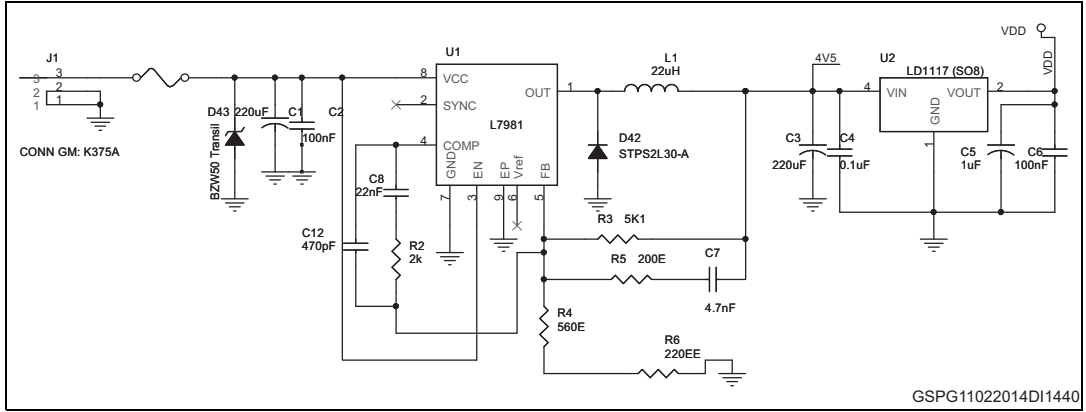 J1
3
3
2
2
1
1
CONN GM: K375A
D43
220uF
C1
C2
100nF
BZW50 Transil
U1
8
VCC
2
SYNC
4
COMP
OUT
1
L7981
GND
EN
EP
Vref
FB
7
3
9
6
5
C8
22nF
C12
470pF
R2
2k
L1
22uH
D42
STPS2L30-A
R3 5K1
R5 200E
C7
4.7nF
R4
560E
R6
220EE
4V5
U2
LD1117 (SO8)
4
VIN
VOUT
2
GND
1
C3
220uF
C4
0.1uF
C5
1uF
C6
100nF
VDD
VDD
GSPG11022014DI1440